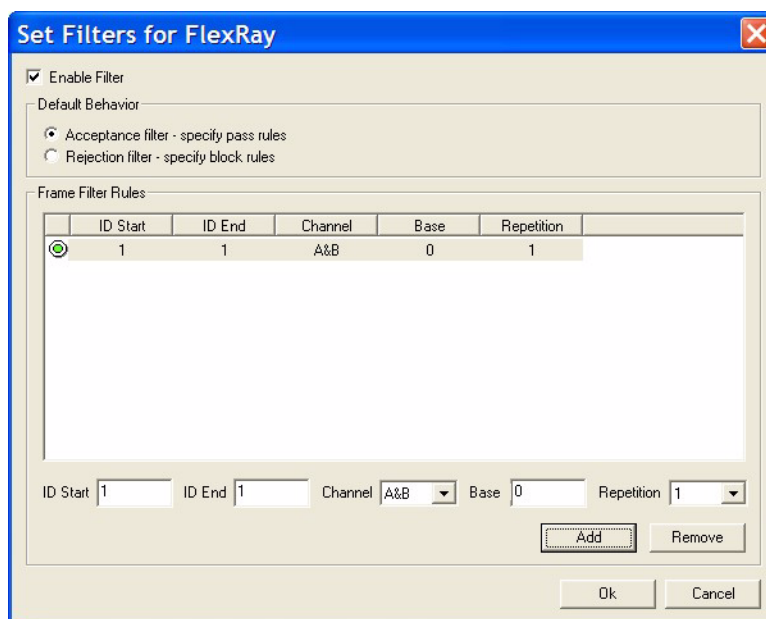 Set Filters for FlexRay
Enable Filter
Default Behavior
Acceptance filter - specify pass rules
Rejection filter - specify block rules
Frame Filter Rules
ID Start ID End Channel Base Repetition
1 1 A&B 0 1
ID Start 1 ID End 1 Channel A&B Base 0 Repetition 1
Add Remove
Ok Cancel